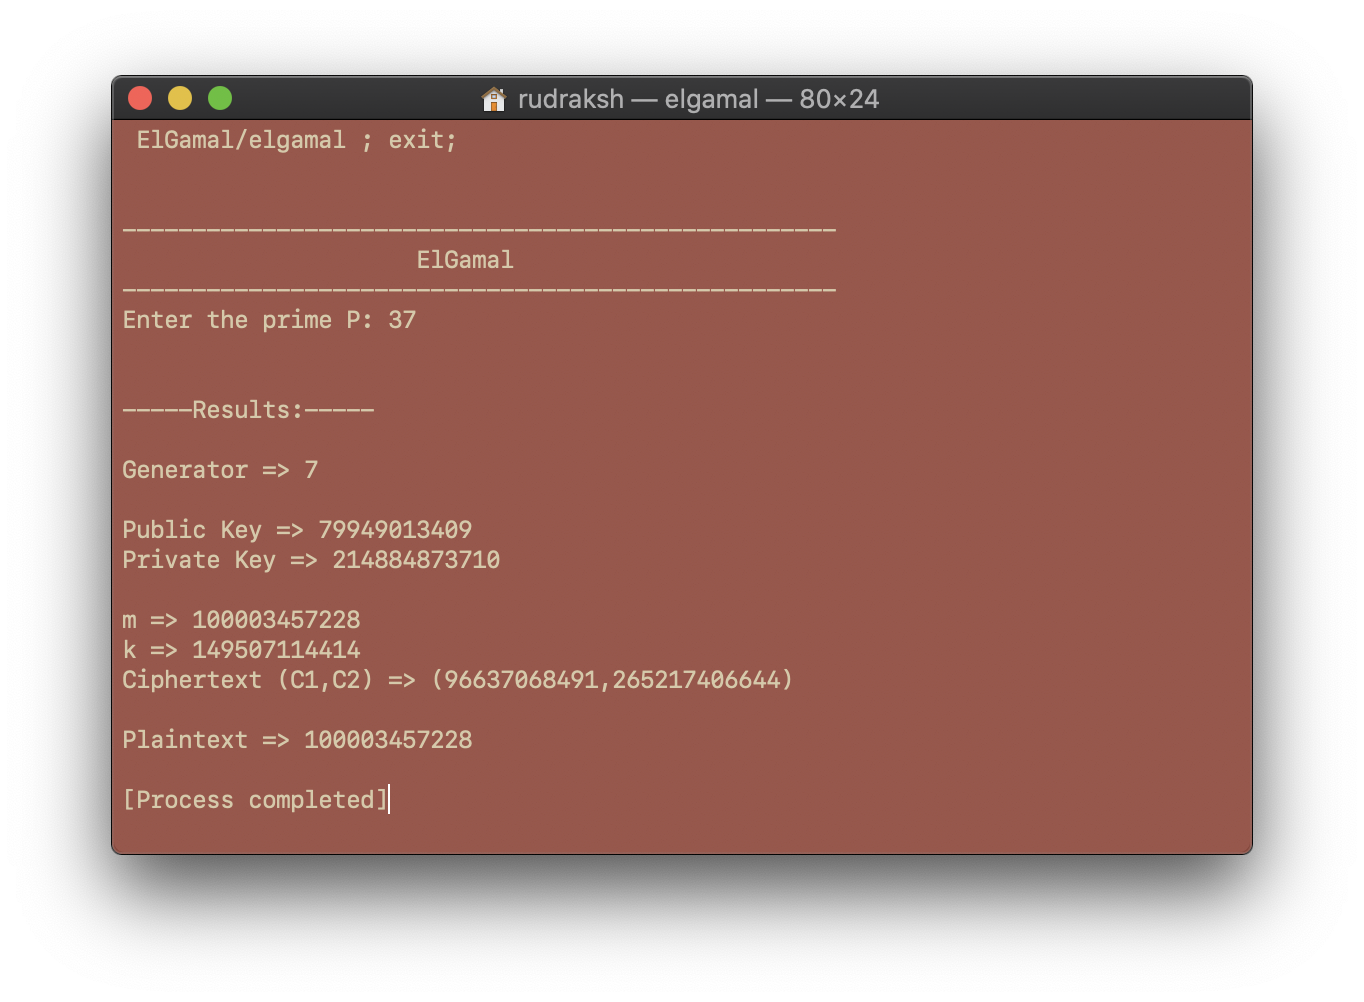 rudraksh — elgamal — 80×24
ElGamal/elgamal ; exit;
———————————————————————————————————————————————————
ElGamal
———————————————————————————————————————————————————
Enter the prime P: 37
—————Results:—————
Generator => 7
Public Key => 79949013409
Private Key => 214884873710
m => 100003457228
k => 149507114414
Ciphertext (C1,C2) => (96637068491,265217406644)
Plaintext => 100003457228
[Process completed]